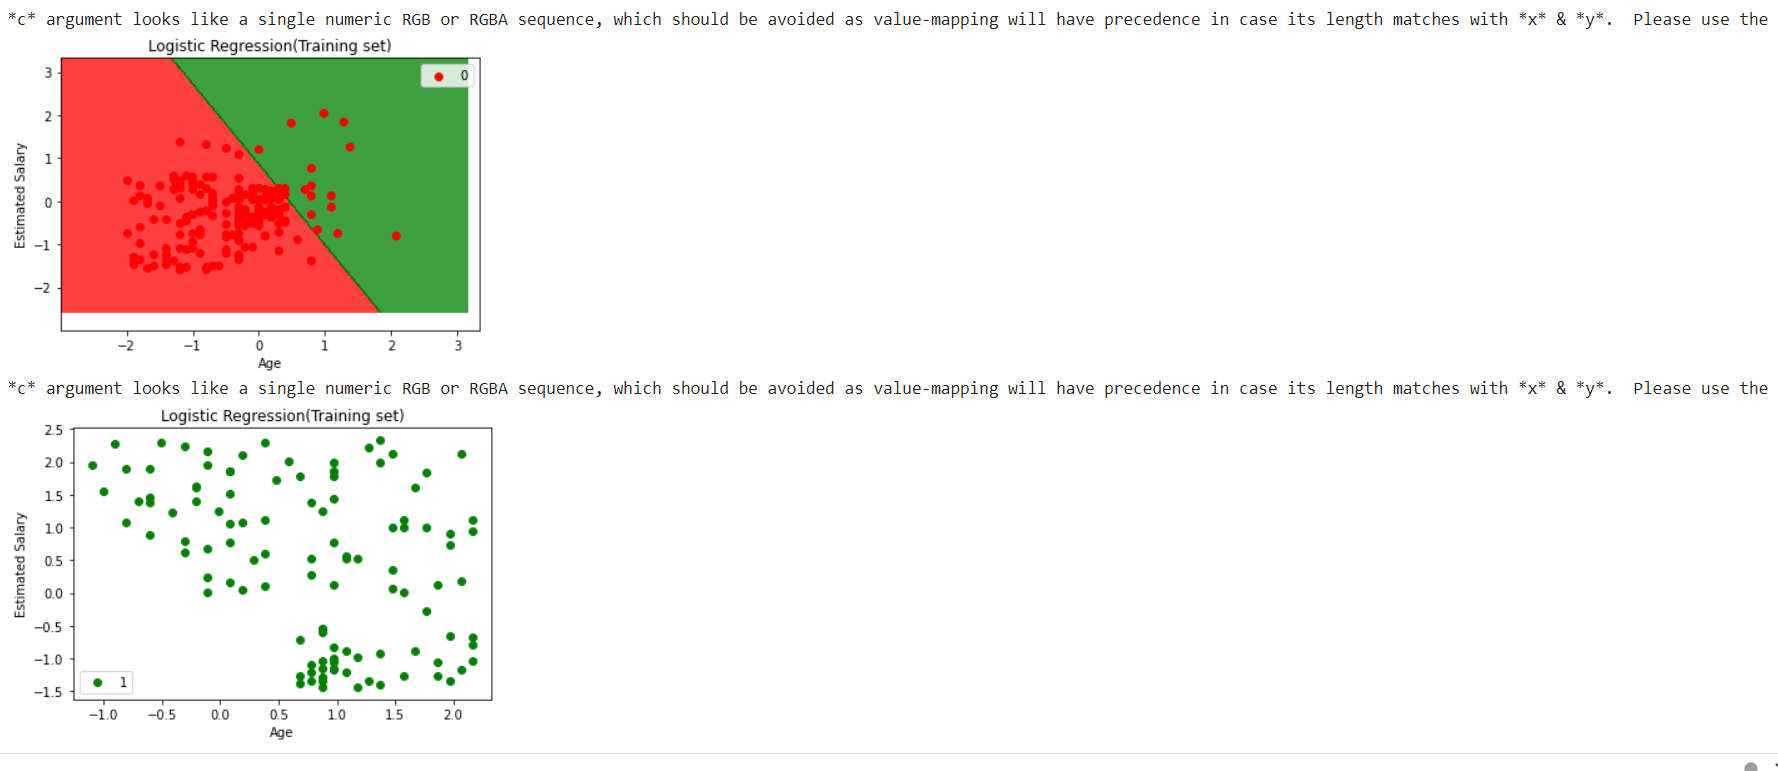 *c* argument looks like a single numeric RGB or RGBA sequence, which should be avoided as value-mapping will have precedence in case its length matches with *x* & *y*.  Please use the
Logistic Regression(Training set)
0
3
2
1
0
−1
−2
Estimated Salary
−2 −1 0 1 2 3
Age
*c* argument looks like a single numeric RGB or RGBA sequence, which should be avoided as value-mapping will have precedence in case its length matches with *x* & *y*.  Please use the
Logistic Regression(Training set)
2.5
2.0
1.5
1.0
0.5
0.0
−0.5
−1.0
−1.5
Estimated Salary
1
−1.0 −0.5 0.0 0.5 1.0 1.5 2.0
Age